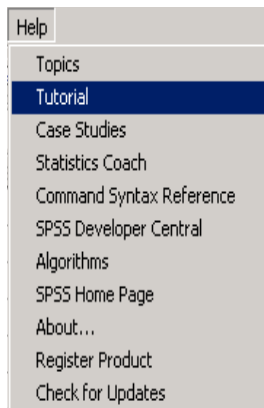 Help
Topics
Tutorial
Case Studies
Statistics Coach
Command Syntax Reference
SPSS Developer Central
Algorithms
SPSS Home Page
About...
Register Product
Check for Updates